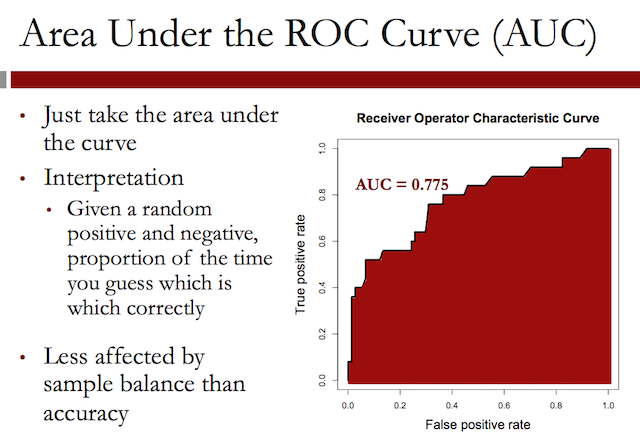 Area Under the ROC Curve (AUC)
• Just take the area under
the curve
• Interpretation
• Given a random
positive and negative,
proportion of the time
you guess which is
which correctly
• Less affected by
sample balance than
accuracy
Receiver Operator Characteristic Curve
AUC = 0.775
True positive rate
0.0 0.2 0.4 0.6 0.8 1.0
0.0 0.2 0.4 0.6 0.8 1.0
False positive rate